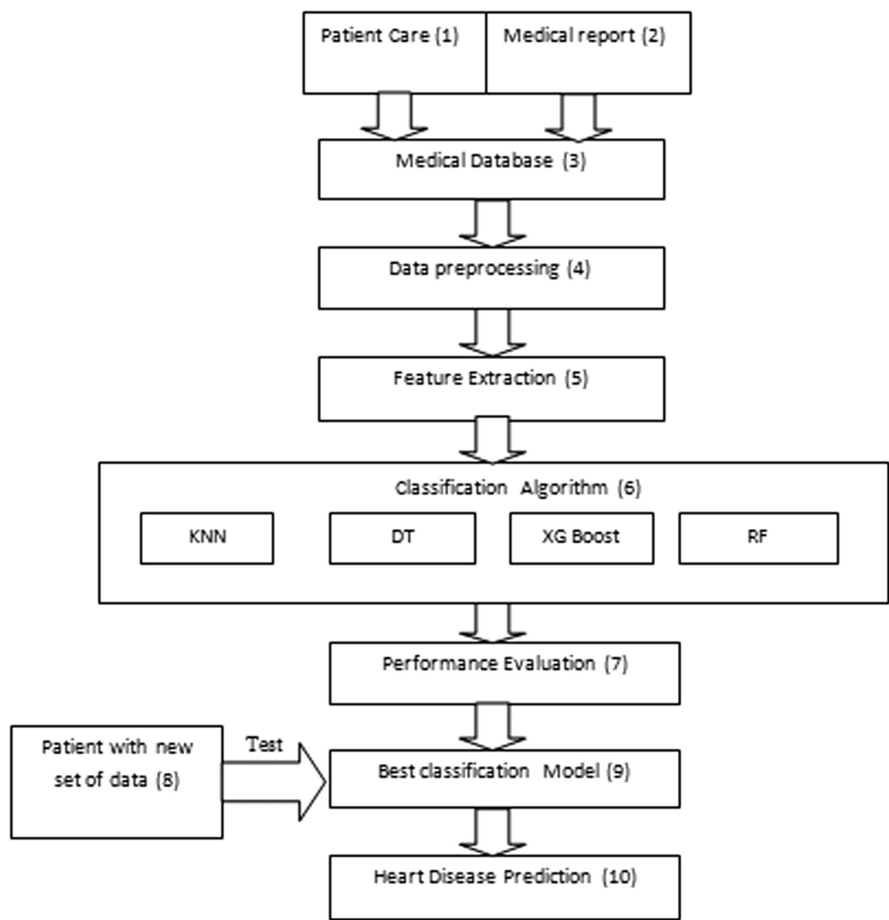 Patient Care (1)
Medical report (2)
Medical Database (3)
Data preprocessing (4)
Feature Extraction (5)
Classification Algorithm (6)
KNN
DT
XG Boost
RF
Performance Evaluation (7)
Patient with new
set of data (8)
Test
Best classification Model (9)
Heart Disease Prediction (10)